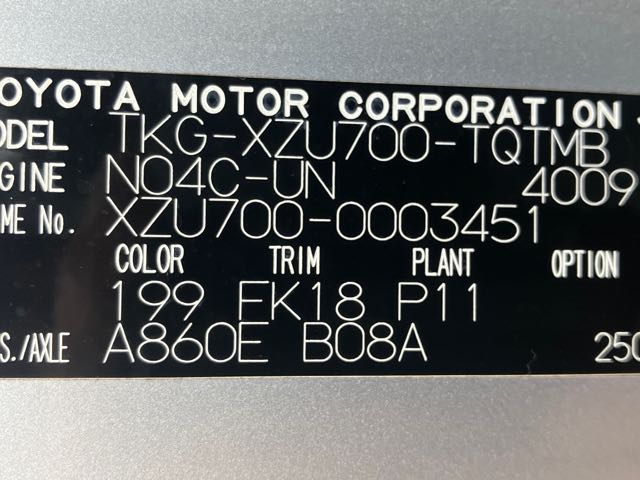 OYOTA MOTOR CORPORATION J
ODEL TKG-XZU700-TQTMB
GINE N04C-UN 4009
ME No. XZU700-0003451
COLOR TRIM PLANT OPTION
199 FK18 P11
S./AXLE A860E B08A 250